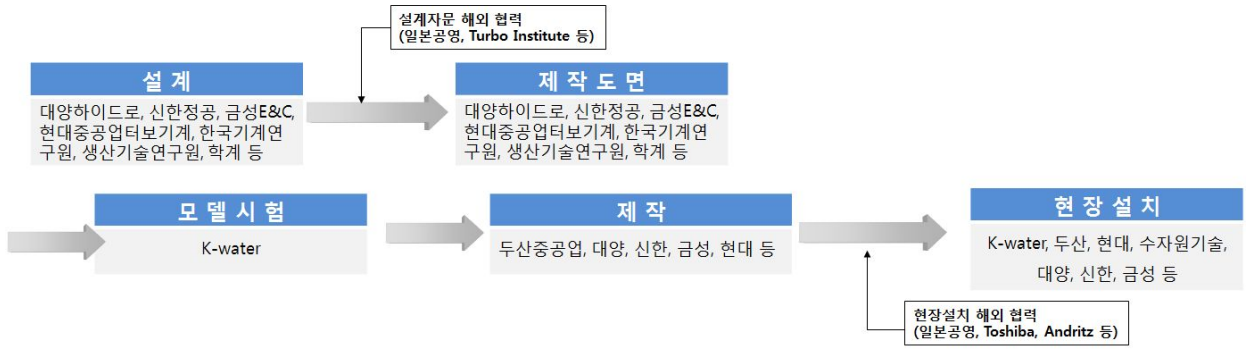 설계자문 해외 협력
(일본공영, Turbo Institute 등)
설 계
대양하이드로, 신한정공, 금성E&C,
현대중공업터보기계, 한국기계연
구원, 생산기술연구원, 학계 등
제 작 도 면
대양하이드로, 신한정공, 금성E&C,
현대중공업터보기계, 한국기계연
구원, 생산기술연구원, 학계 등
모 델 시 험
K-water
제 작
두산중공업, 대양, 신한, 금성, 현대 등
현 장 설 치
K-water, 두산, 현대, 수자원기술,
대양, 신한, 금성 등
현장설치 해외 협력
(일본공영, Toshiba, Andritz 등)